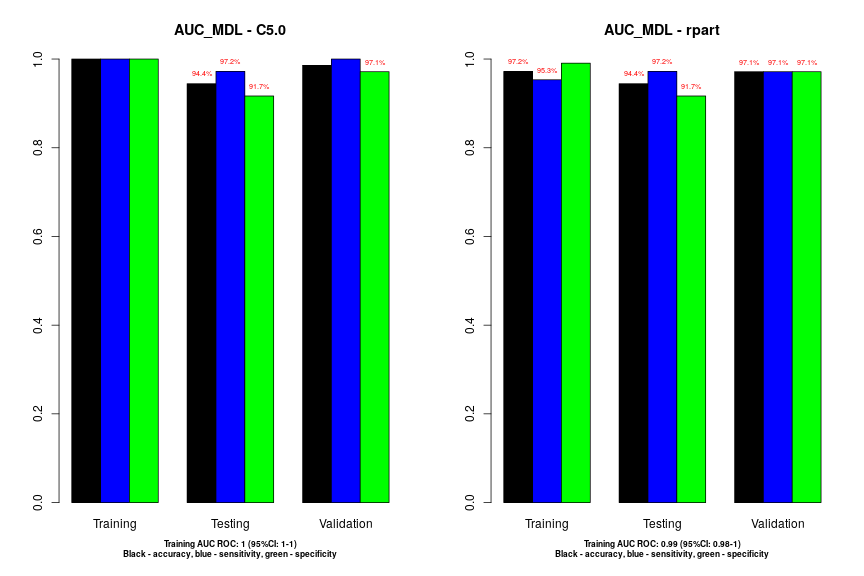 AUC_MDL - C5.0
1.0
0.8
0.6
0.4
0.2
0.0
94.4%
97.2%
91.7%
97.1%
Training Testing Validation
Training AUC ROC: 1 (95%CI: 1-1)
Black - accuracy, blue - sensitivity, green - specificity
AUC_MDL - rpart
1.0
0.8
0.6
0.4
0.2
0.0
97.2%
95.3%
94.4%
97.2%
91.7%
97.1% 97.1% 97.1%
Training Testing Validation
Training AUC ROC: 0.99 (95%CI: 0.98-1)
Black - accuracy, blue - sensitivity, green - specificity